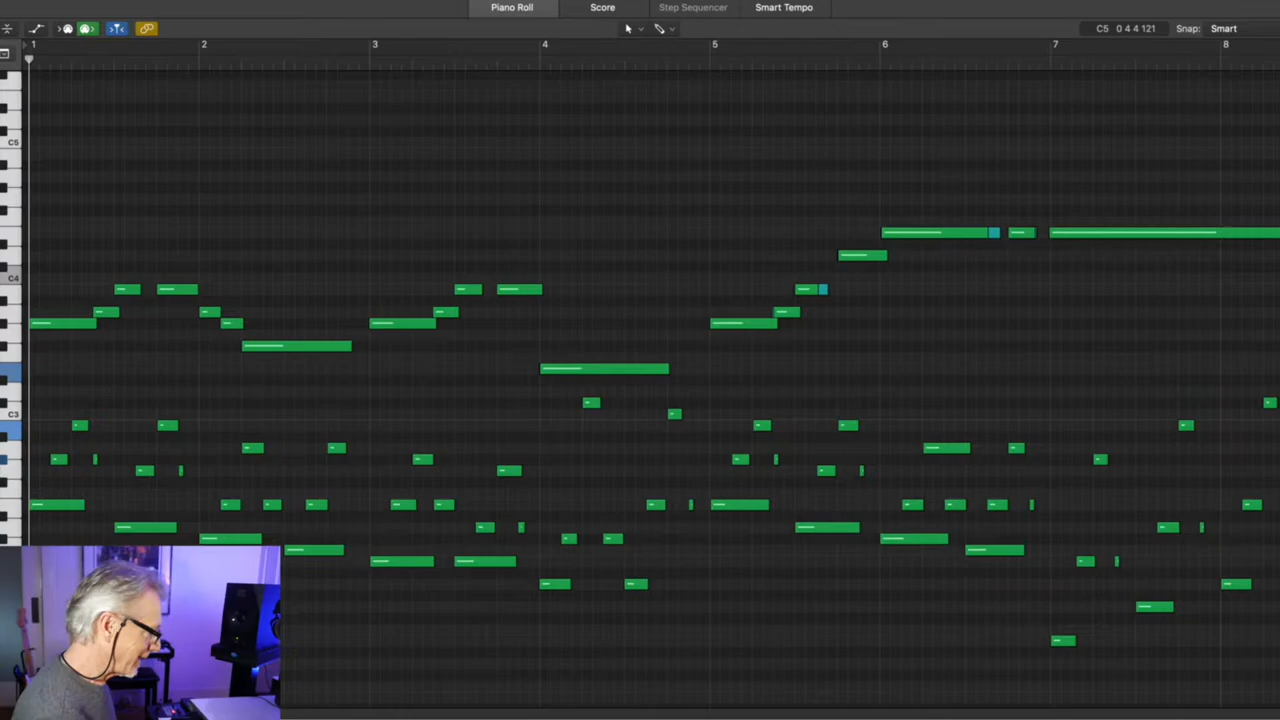 Piano Roll Score Step Sequencer Smart Tempo
C5 0 4 4 121 Snap: Smart
1 2 3 4 5 6 7 8
C5
C4
C3